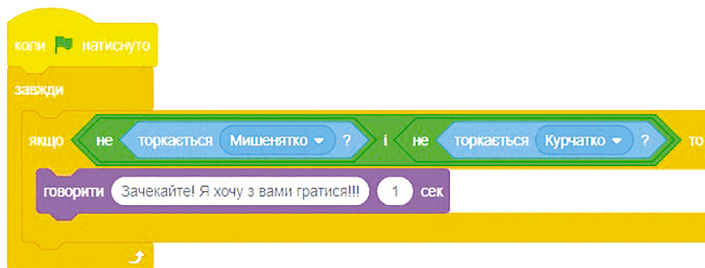 коли натиснуто
завжди
якщо не торкається Мишенятко ? і не торкається Курчатко ? то
говорити Зачекайте! Я хочу з вами гратися!!! 1 сек